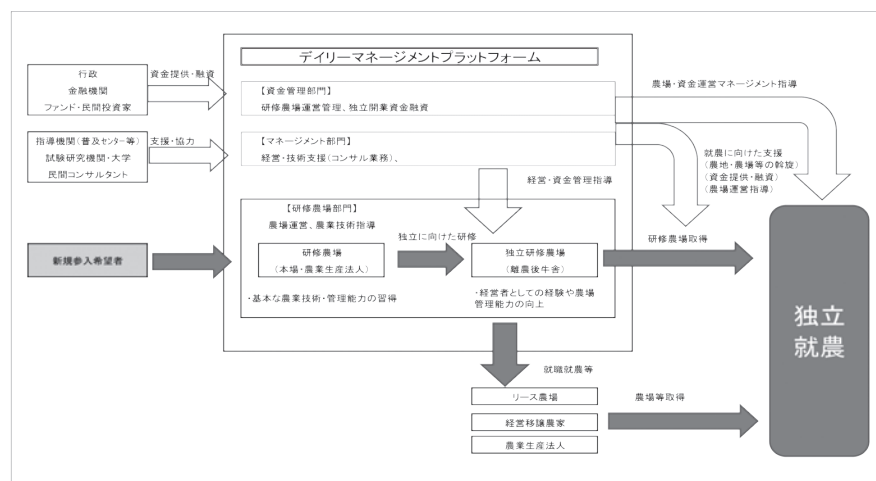 デイリーマネージメントプラットフォーム
行政
金融機関
ファンド・民間投資家
資金提供・融資
【資金管理部門】
研修農場運営管理、独立開業資金融資
農場・資金運営マネージメント指導
指導機関(普及センター等)
試験研究機関・大学
民間コンサルタント
支援・協力
【マネージメント部門】
経営・技術支援(コンサル業務)、
就農に向けた支援
(農地・農場等の斡旋)
(資金提供・融資)
(農場運営指導)
経営・資金管理指導
【研修農場部門】
農場運営、農業技術指導
独立に向けた研修
研修農場取得
新規参入希望者
研修農場
(本場・農業生産法人)
独立研修農場
(離農後牛舎)
・基本な農業技術・管理能力の習得
・経営者としての経験や農場
管理能力の向上
独立
就農
就職就農等
リース農場
経営移譲農家
農業生産法人
農場等取得